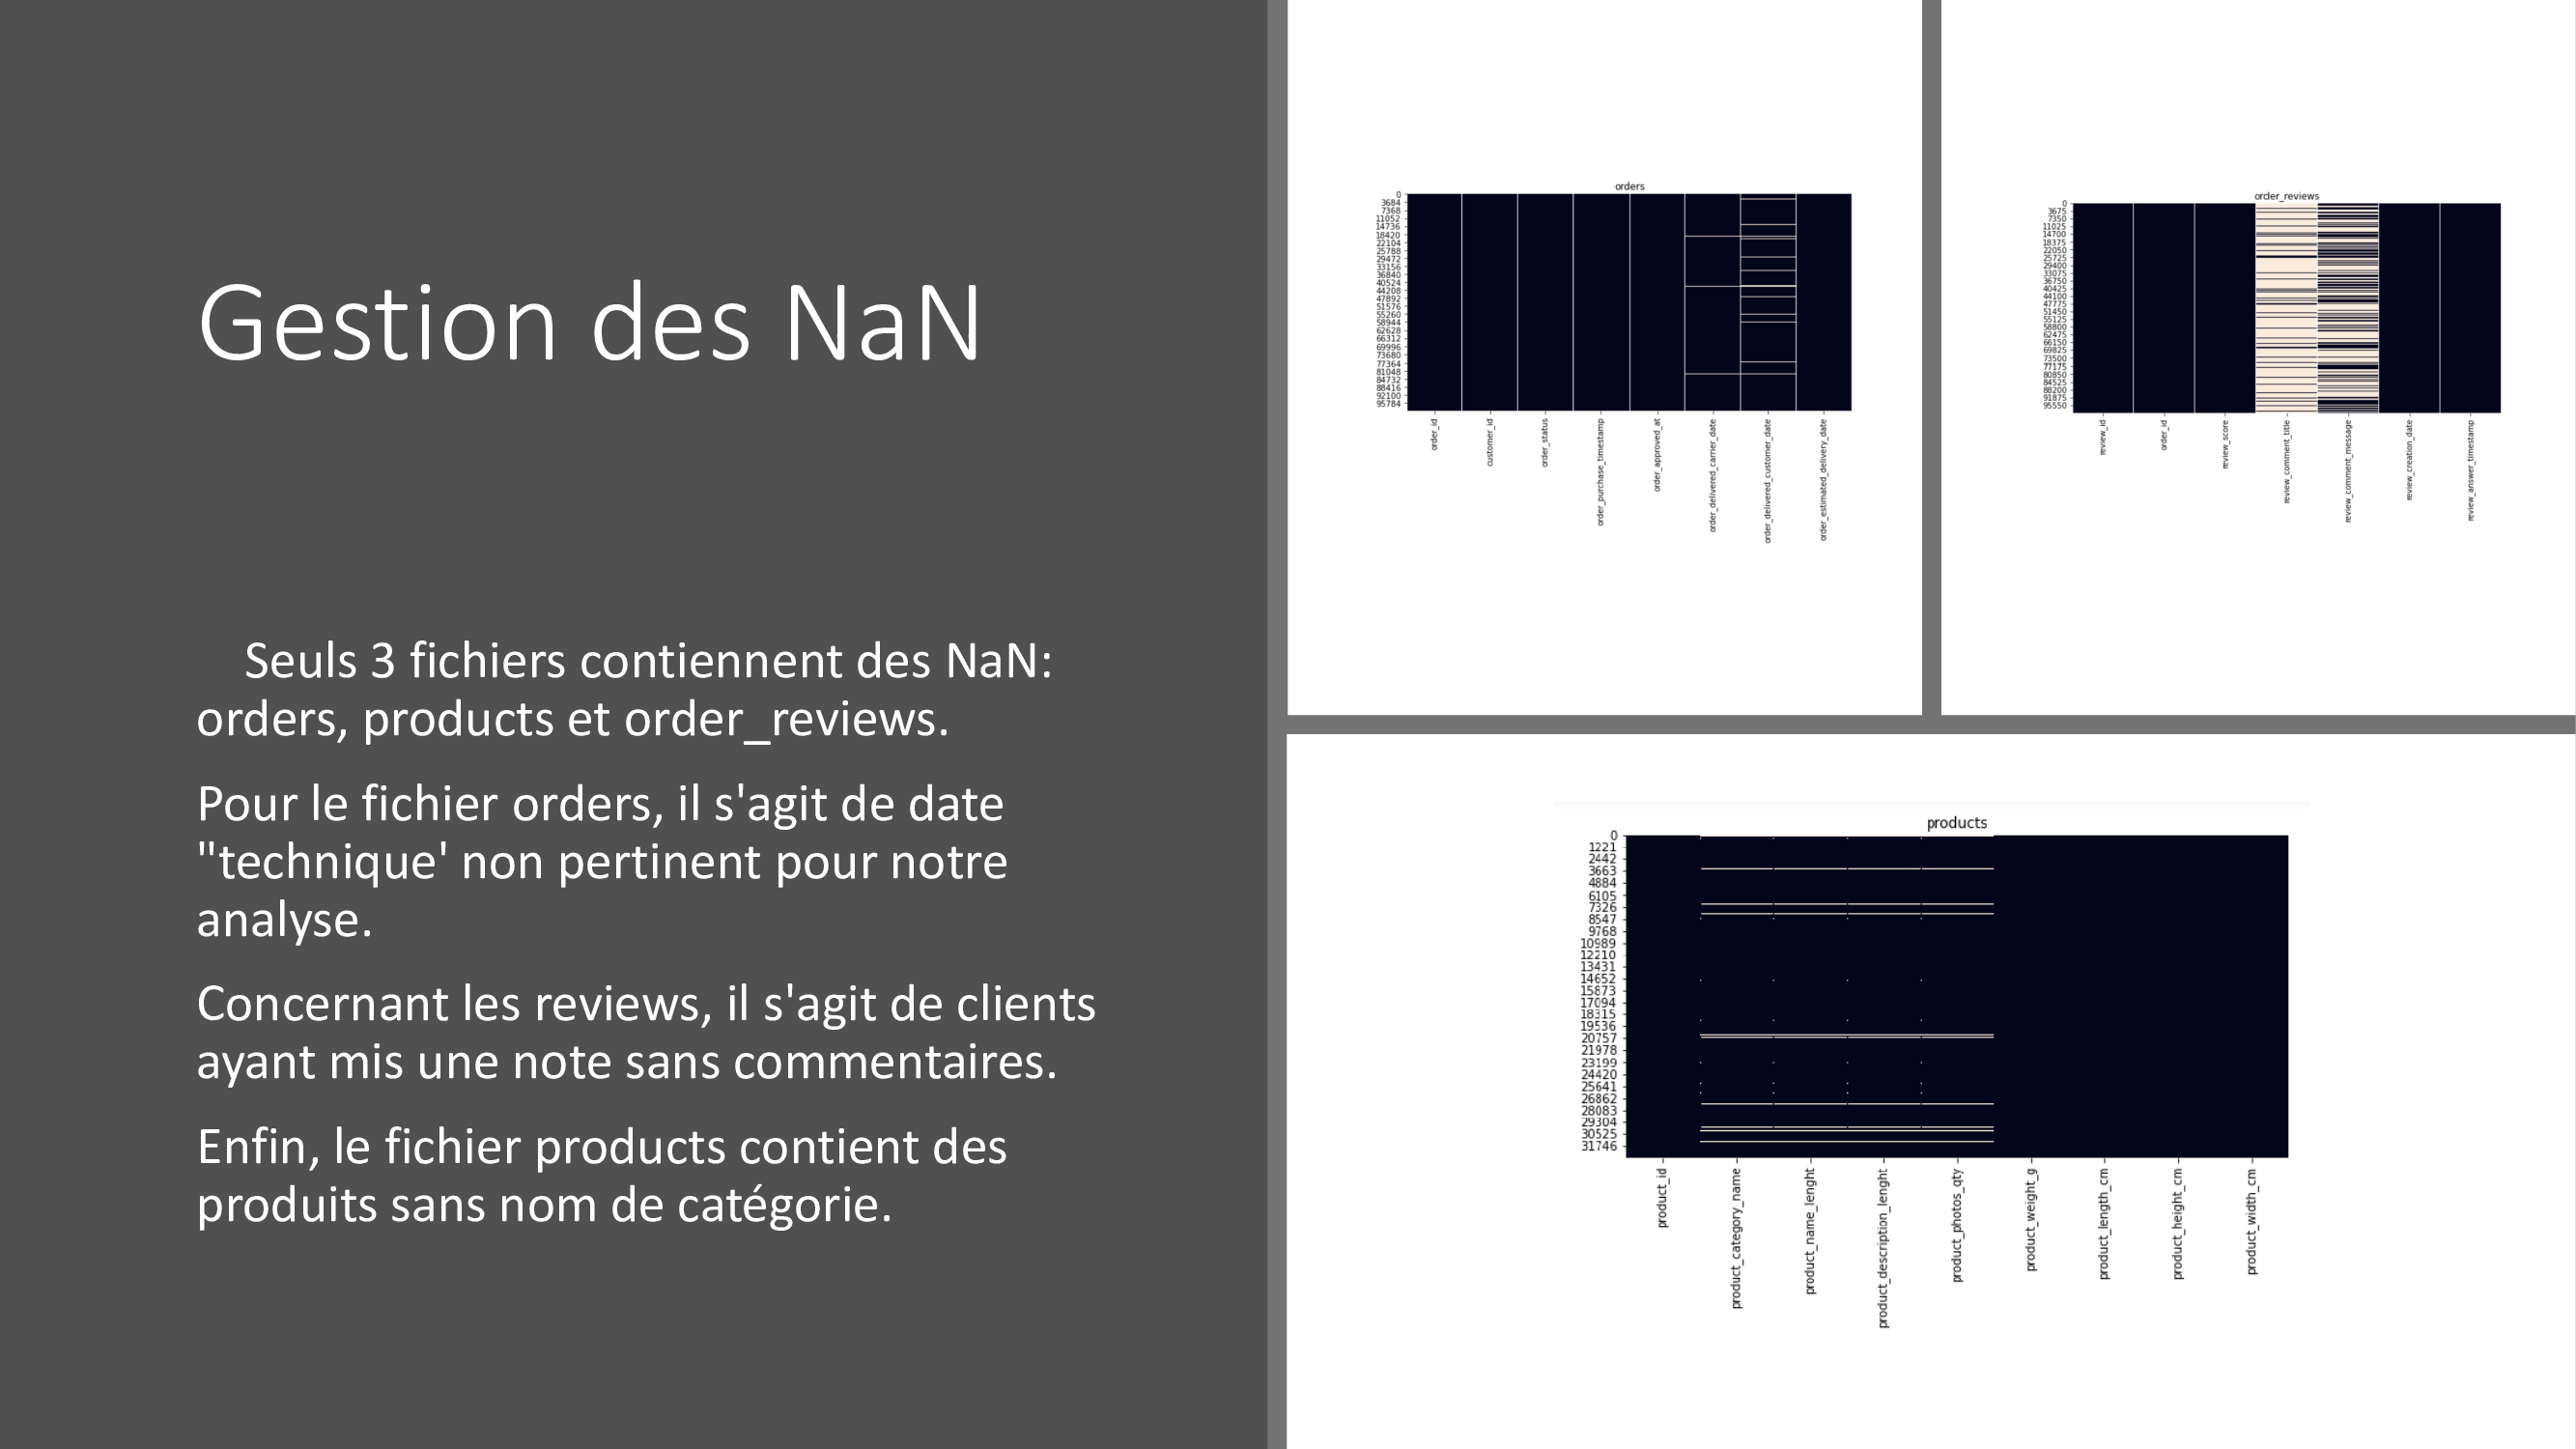 Gestion des NaN
Seuls 3 fichiers contiennent des NaN:
orders, products et order_reviews.
Pour le fichier orders, il s'agit de date
"technique' non pertinent pour notre
analyse.
Concernant les reviews, il s'agit de clients
ayant mis une note sans commentaires.
Enfin, le fichier products contient des
produits sans nom de catégorie.
orders
0
3684
7368
11052
14736
18420
22104
25788
29472
33156
36840
40524
44208
47892
51576
55260
58944
62628
66312
69996
73680
77364
81048
84732
88416
92100
95784
order_id
customer_id
order_status
order_purchase_timestamp
order_approved_at
order_delivered_carrier_date
order_delivered_customer_date
order_estimated_delivery_date
order_reviews
0
3675
7350
11025
14700
18375
22050
25725
29400
33075
36750
40425
44100
47775
51450
55125
58800
62475
66150
69825
73500
77175
80850
84525
88200
91875
95550
review_id
order_id
review_score
review_comment_title
review_comment_message
review_creation_date
review_answer_timestamp
products
0
1221
2442
3663
4884
6105
7326
8547
9768
10989
12210
13431
14652
15873
17094
18315
19536
20757
21978
23199
24420
25641
26862
28083
29304
30525
31746
product_id
product_category_name
product_name_lenght
product_description_lenght
product_photos_qty
product_weight_g
product_length_cm
product_height_cm
product_width_cm